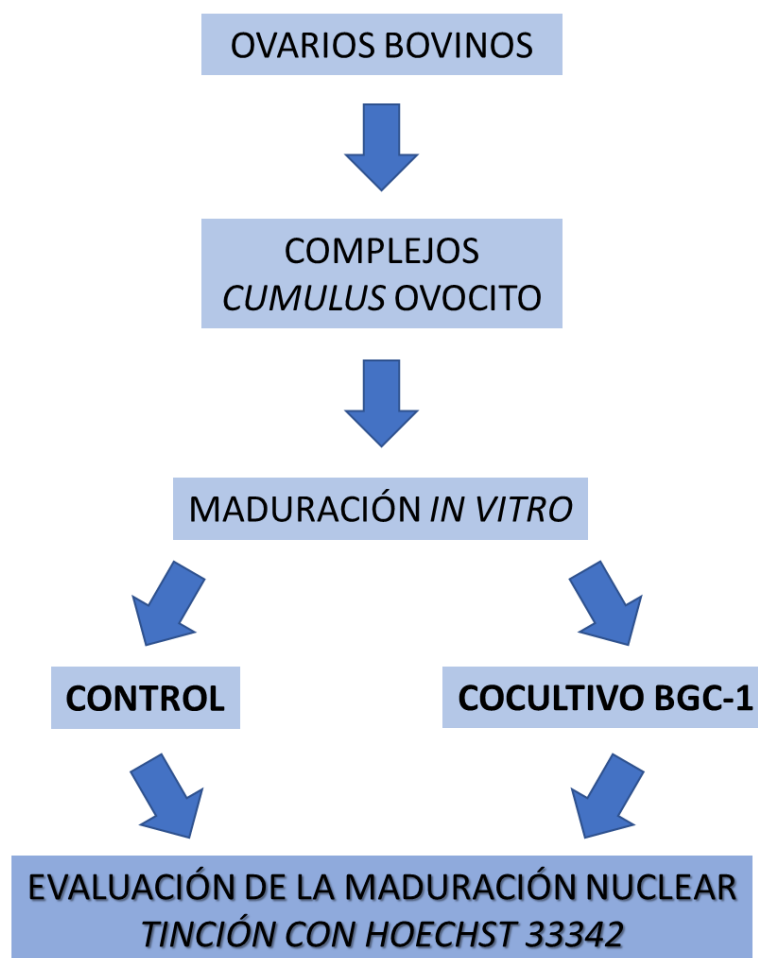 OVARIOS BOVINOS
COMPLEJOS
CUMULUS OVOCITO
MADURACIÓN IN VITRO
CONTROL
COCULTIVO BGC-1
EVALUACIÓN DE LA MADURACIÓN NUCLEAR
TINCIÓN CON HOECHST 33342